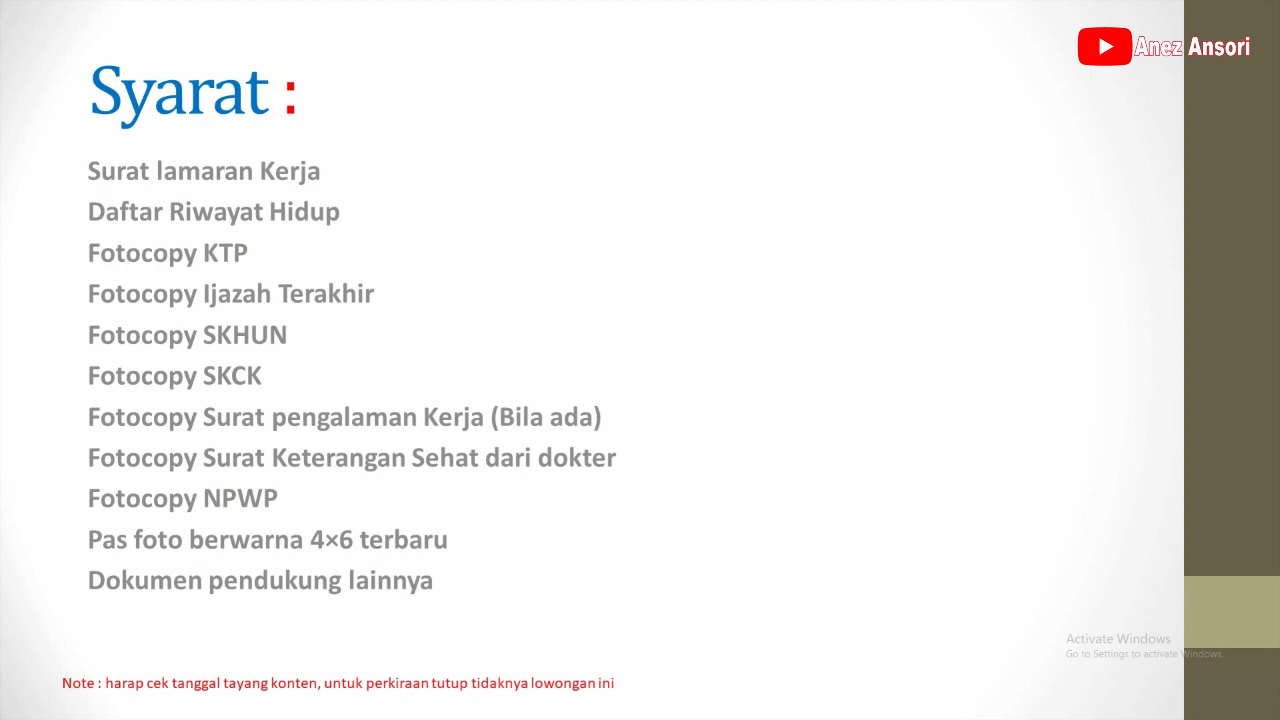 Anez Ansori
Syarat :
Surat lamaran Kerja
Daftar Riwayat Hidup
Fotocopy KTP
Fotocopy Ijazah Terakhir
Fotocopy SKHUN
Fotocopy SKCK
Fotocopy Surat pengalaman Kerja (Bila ada)
Fotocopy Surat Keterangan Sehat dari dokter
Fotocopy NPWP
Pas foto berwarna 4×6 terbaru
Dokumen pendukung lainnya
Activate Windows
Go to Settings to activate Windows.
Note : harap cek tanggal tayang konten, untuk perkiraan tutup tidaknya lowongan ini